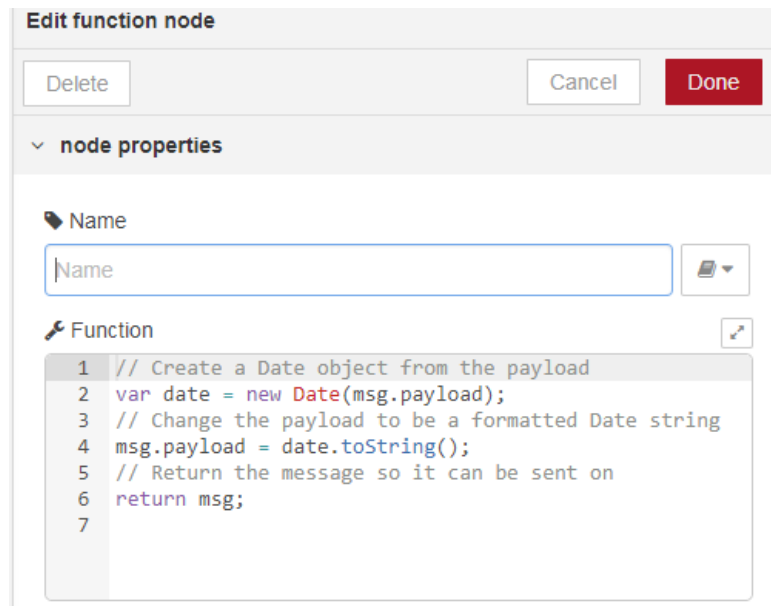 Edit function node
Delete Cancel Done
node properties
Name
Name
Function
1 // Create a Date object from the payload
2 var date = new Date(msg.payload);
3 // Change the payload to be a formatted Date string
4 msg.payload = date.toString();
5 // Return the message so it can be sent on
6 return msg;
7